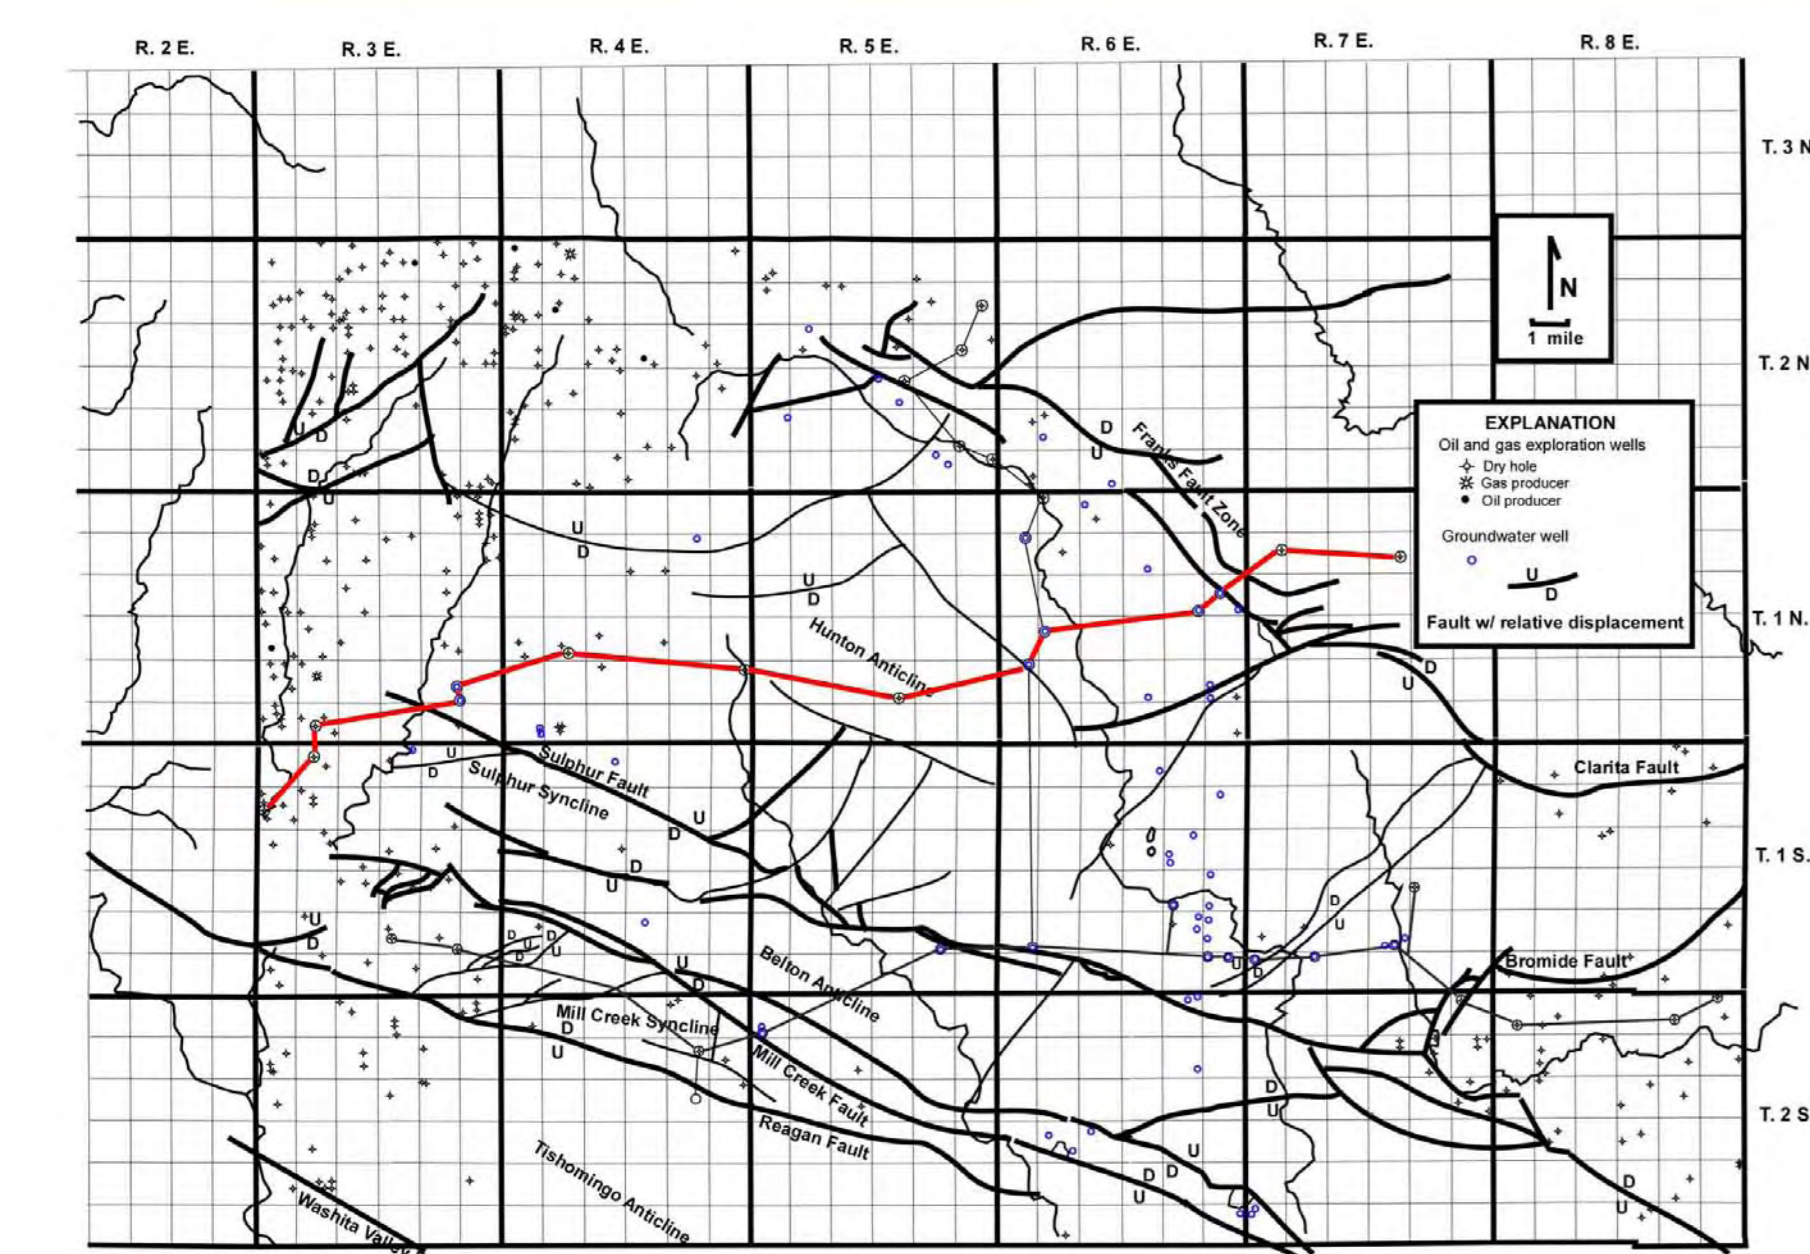 R. 2 E. R. 3 E. R. 4 E. R. 5 E. R. 6 E. R. 7 E. R. 8 E.
T. 3 N
N
1 mile
T. 2 N
EXPLANATION
Oil and gas exploration wells
Dry hole
Gas producer
Oil producer
Groundwater well
U
D
Fault w/ relative displacement
U
D
D
U
D
U
Franks Fault Zone
U
D
U
D
T. 1 N.
Hunton Anticline
D
U
U
D
Sulphur Fault
Sulphur Syncline
Clarita Fault
U
D
D
U
T. 1 S.
D
U
U
D
D
U
D
D
U
U
D
Belton Anticline
U
D
Bromide Fault
Mill Creek Syncline
D
U
Mill Creek Fault
Reagan Fault
D
U
T. 2 S
Tishomingo Anticline
U
D
D
U
D
U
Washita Valley